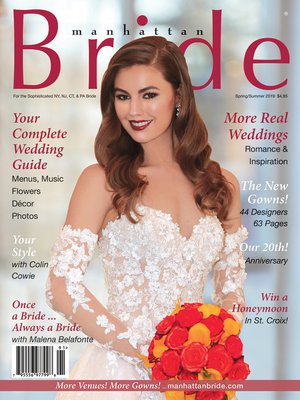 manhattan
Bride
For the Sophisticated NY, NJ, CT, & PA Bride
Spring/Summer 2019 $4.95
Your
Complete
Wedding
Guide
Menus, Music
Flowers
Décor
Photos
Your
Style
with Colin
Cowie
Once
a Bride ...
Always a Bride
with Malena Belafonte
More Real
Weddings
Romance &
Inspiration
The New
Gowns!
44 Designers
63 Pages
Our 20th!
Anniversary
Win a
Honeymoon
In St. Croix!
More Venues! More Gowns! ... manhattanbride.com